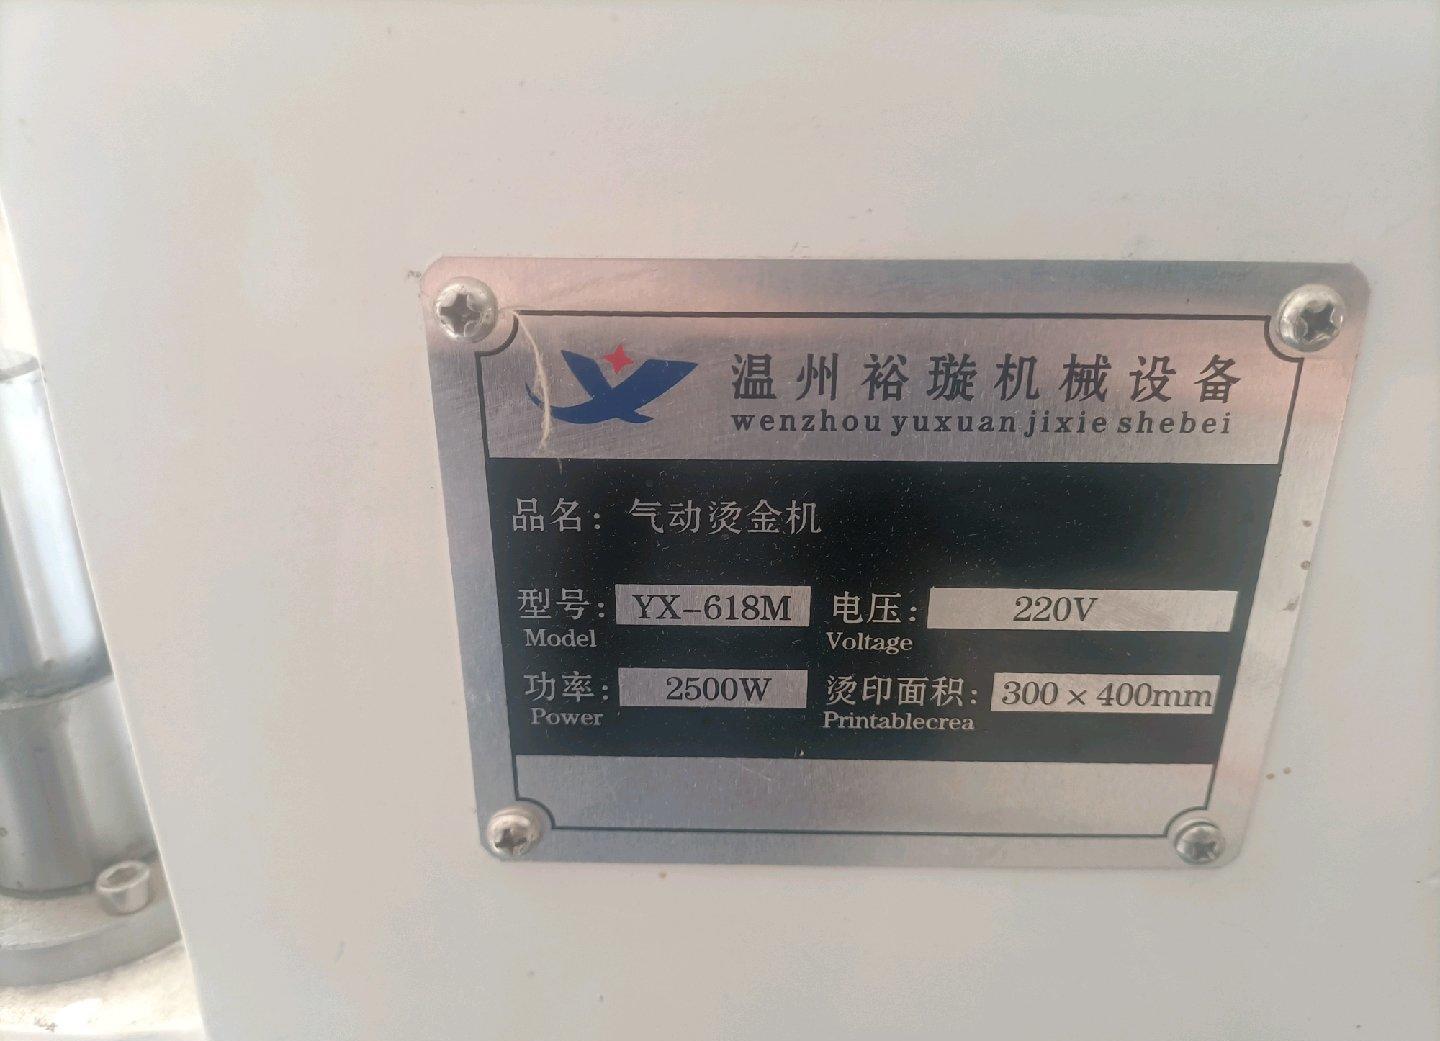 温州裕璇机械设备
wenzhou yuxuan jixie shebei
品名：气动烫金机
型号：YX-618M 电压：220V
Model Voltage
功率：2500W 烫印面积：300×400mm
Power Printablecrea